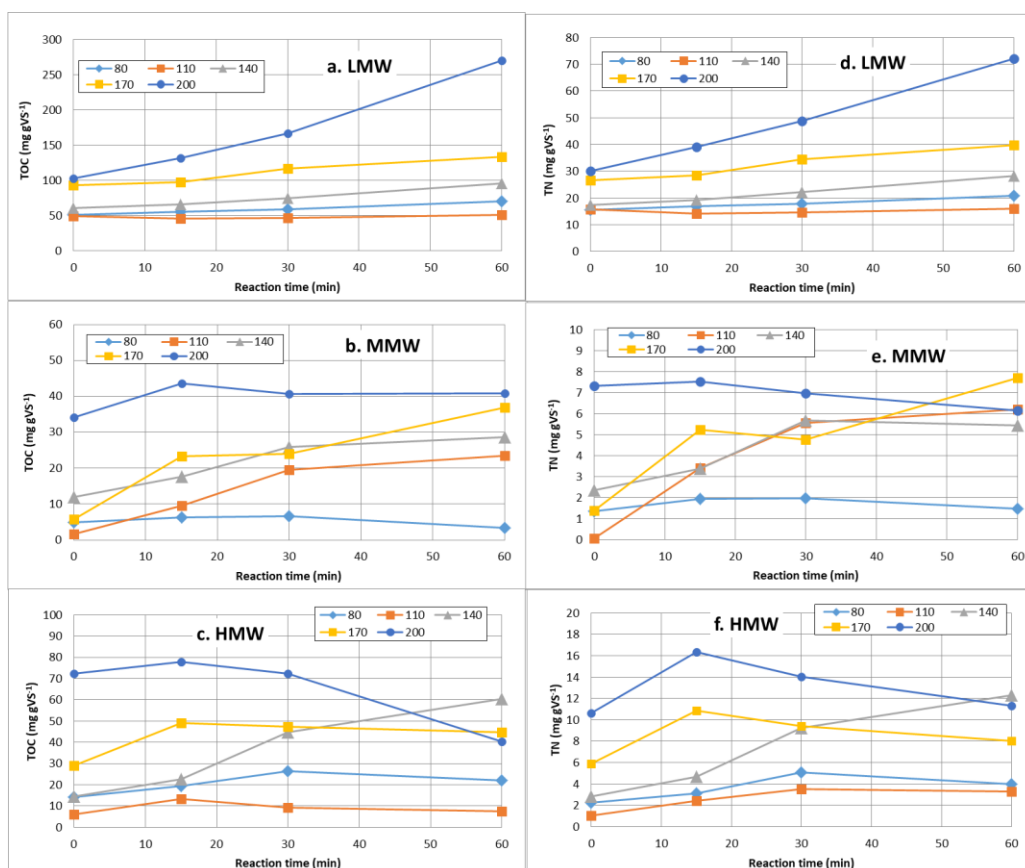 a. LMW
80 110 140
170 200
TOC (mg gVS⁻¹)
300
250
200
150
100
50
0
0 10 20 30 40 50 60
Reaction time (min)
d. LMW
80 110 140
170 200
TN (mg gVS⁻¹)
80
70
60
50
40
30
20
10
0
0 10 20 30 40 50 60
Reaction time (min)
b. MMW
80 110 140
170 200
TOC (mg gVS⁻¹)
60
50
40
30
20
10
0
0 10 20 30 40 50 60
Reaction time (min)
e. MMW
80 110 140
170 200
TN (mg gVS⁻¹)
10
9
8
7
6
5
4
3
2
1
0
0 10 20 30 40 50 60
Reaction time (min)
c. HMW
80 110 140
170 200
TOC (mg gVS⁻¹)
100
90
80
70
60
50
40
30
20
10
0
0 10 20 30 40 50 60
Reaction time (min)
f. HMW
80 110 140
170 200
TN (mg gVS⁻¹)
20
18
16
14
12
10
8
6
4
2
0
0 10 20 30 40 50 60
Reaction time (min)